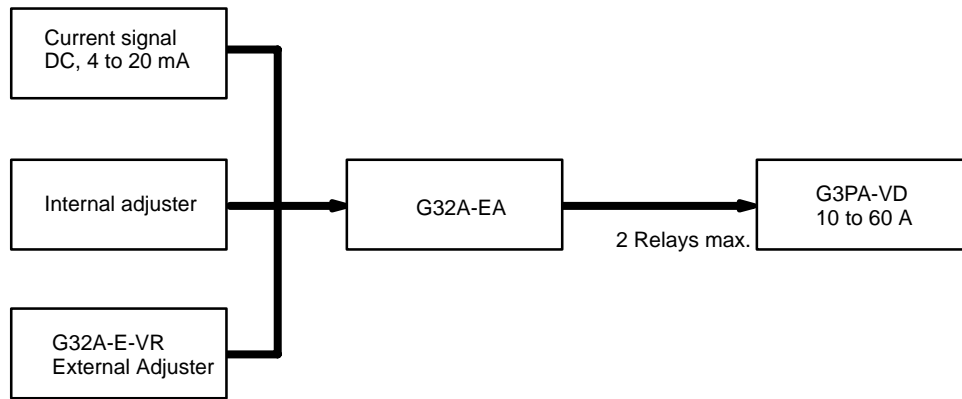 Current signal
DC, 4 to 20 mA
Internal adjuster
G32A-E-VR
External Adjuster
G32A-EA
2 Relays max.
G3PA-VD
10 to 60 A